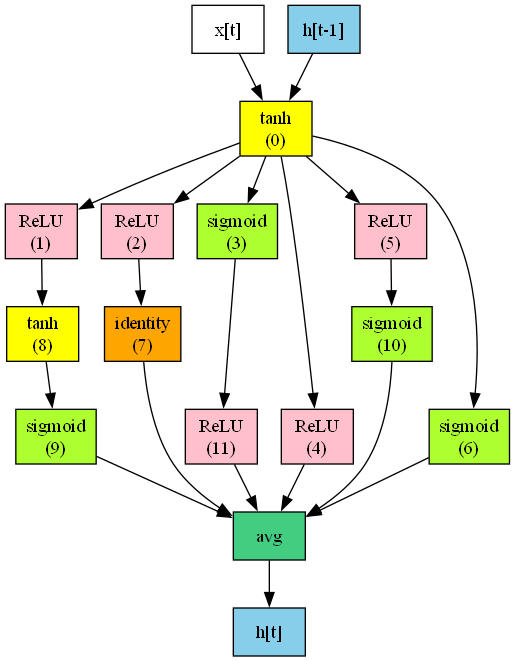 x[t]
h[t-1]
tanh
(0)
ReLU
(1)
ReLU
(2)
sigmoid
(3)
ReLU
(5)
tanh
(8)
identity
(7)
sigmoid
(10)
sigmoid
(9)
ReLU
(11)
ReLU
(4)
sigmoid
(6)
avg
h[t]